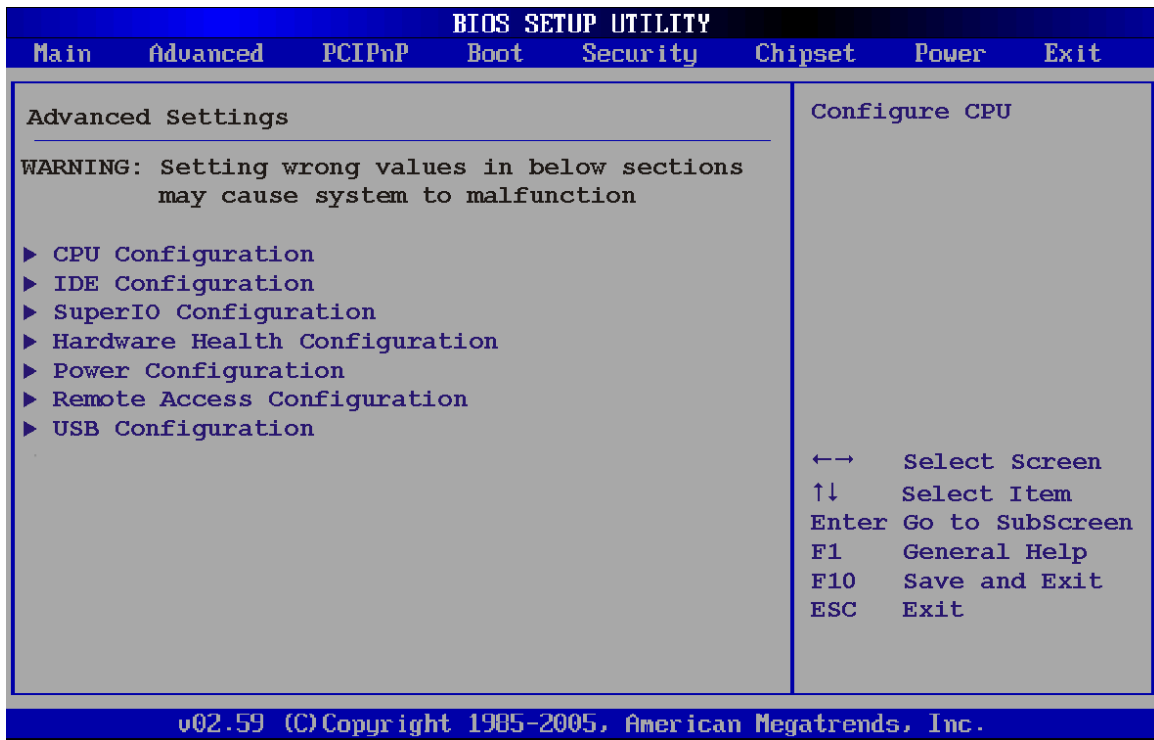 BIOS SETUP UTILITY
Main Advanced PCIPnP Boot Security Chipset Power Exit
Advanced Settings
WARNING: Setting wrong values in below sections
may cause system to malfunction
▶ CPU Configuration
▶ IDE Configuration
▶ SuperIO Configuration
▶ Hardware Health Configuration
▶ Power Configuration
▶ Remote Access Configuration
▶ USB Configuration
Configure CPU
←→ Select Screen
↑↓ Select Item
Enter Go to SubScreen
F1 General Help
F10 Save and Exit
ESC Exit
v02.59 (C)Copyright 1985-2005, American Megatrends, Inc.